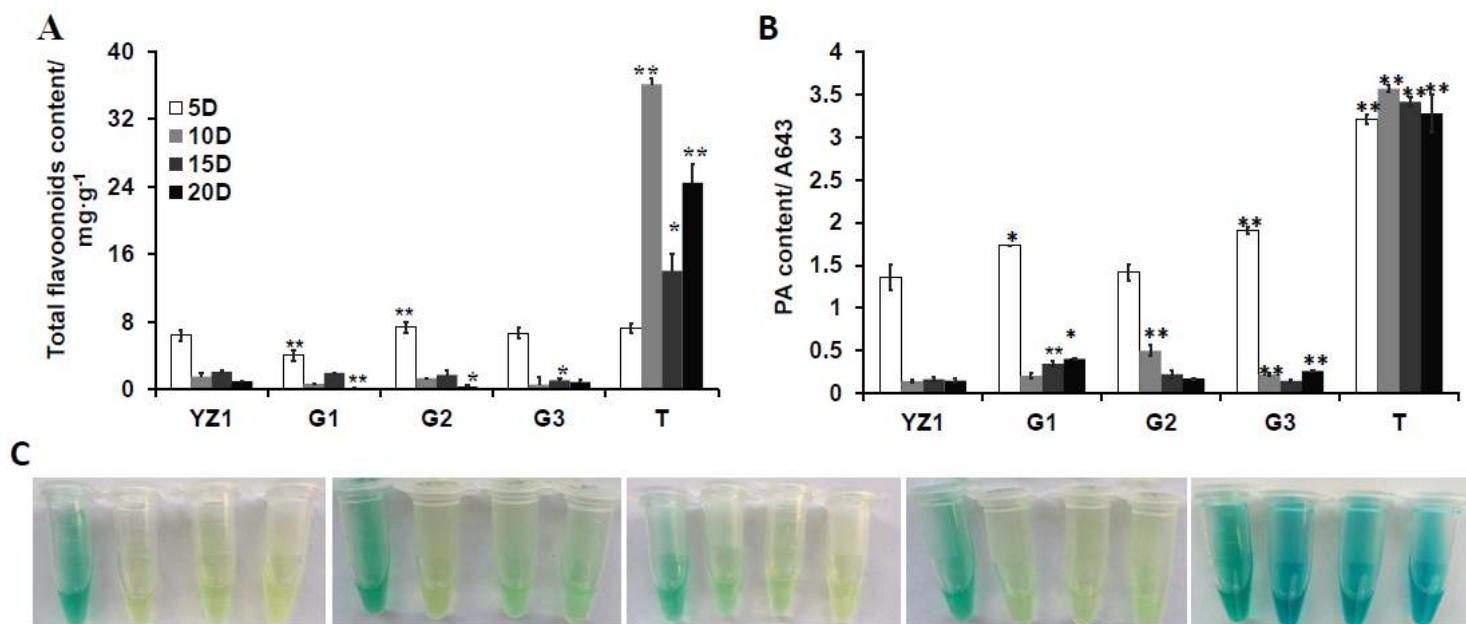 A
Total flavoonoids content/
mg·g⁻¹
40
32
24
16
8
0
5D
10D
15D
20D
** ** ** ** * * ** * **
YZ1 G1 G2 G3 T
B
PA content/ A643
4
3.5
3
2.5
2
1.5
1
0.5
0
* ** * ** ** ** ** ** ** ** **
YZ1 G1 G2 G3 T
C